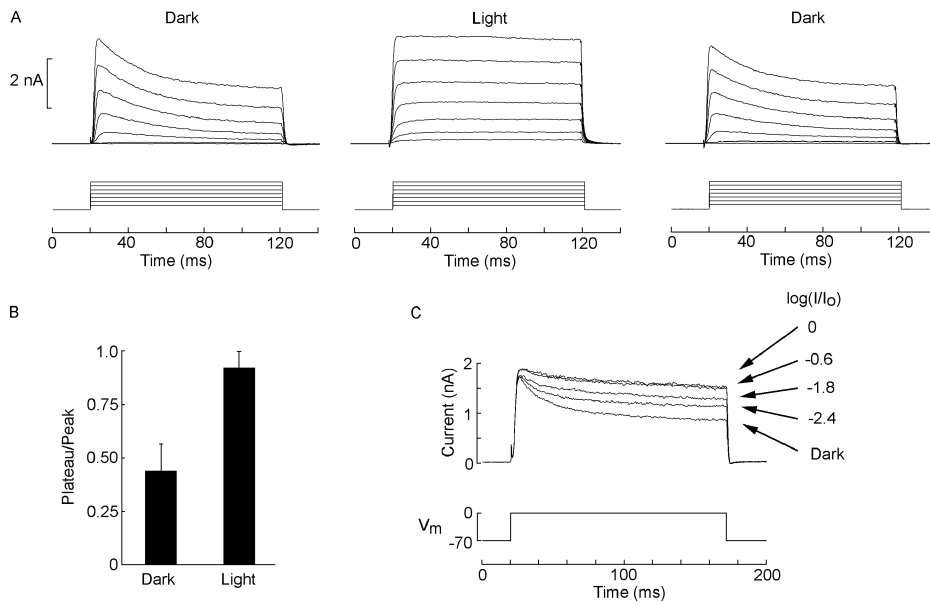 A
Dark
Light
Dark
2 nA
0 40 80 120
Time (ms)
0 40 80 120
Time (ms)
0 40 80 120
Time (ms)
B
1.0
0.75
0.50
0.25
0
Plateau/Peak
Dark Light
C
log(I/Io)
0
-0.6
-1.8
-2.4
Dark
2
1
0
Current (nA)
Vm
0
-70
0 100 200
Time (ms)